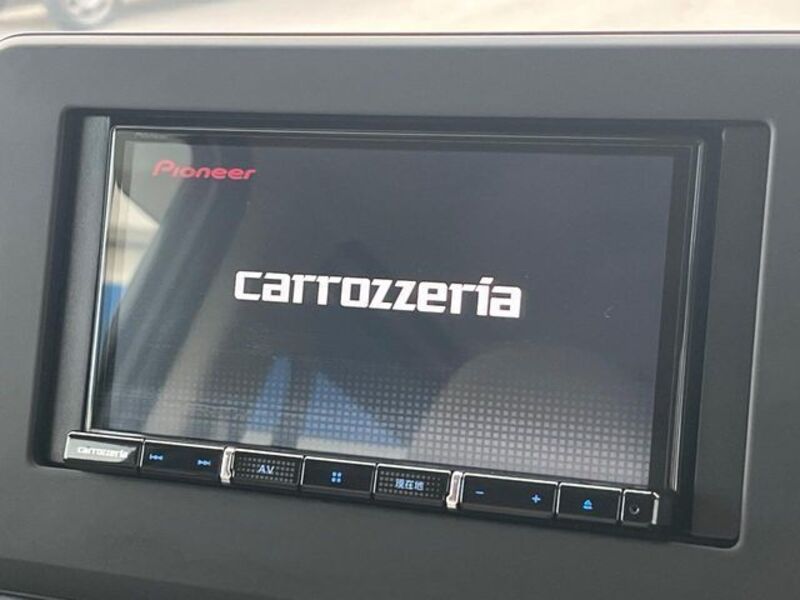 Pioneer
carrozzeria
carrozzeria
AV
現在地